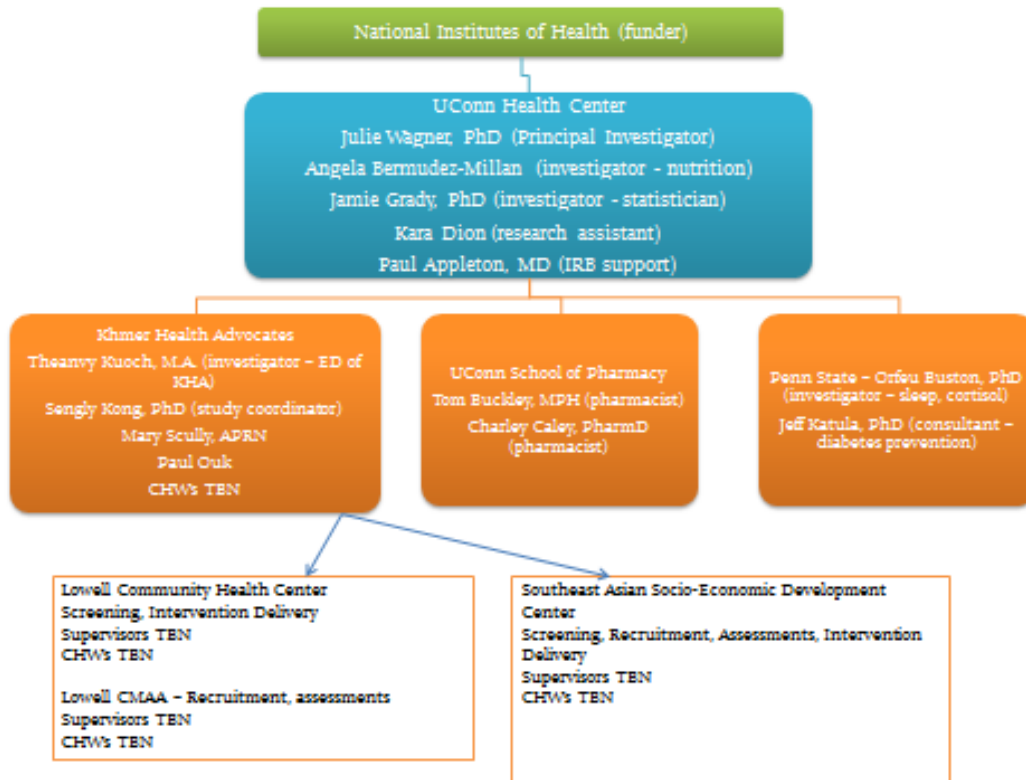 National Institutes of Health (funder)
UConn Health Center
Julie Wagner, PhD (Principal Investigator)
Angela Bermudez-Millan (investigator - nutrition)
Jamie Grady, PhD (investigator - statistician)
Kara Dion (research assistant)
Paul Appleton, MD (IRB support)
Khmer Health Advocates
Theanvy Kuoch, M.A. (investigator – ED of
KHA)
Sengly Kong, PhD (study coordinator)
Mary Scully, APRN
Paul Ouk
CHW's TBN
UConn School of Pharmacy
Tom Buckley, MPH (pharmacist)
Charley Caley, PharmD
(pharmacist)
Penn State – Orfeu Buston, PhD
(investigator – sleep, cortisol)
Jeff Katula, PhD (consultant –
diabetes prevention)
Lowell Community Health Center
Screening, Intervention Delivery
Supervisors TBN
CHW's TBN
Lowell CMAA – Recruitment, assessments
Supervisors TBN
CHW's TBN
Southeast Asian Socio-Economic Development
Center
Screening, Recruitment, Assessments, Intervention
Delivery
Supervisors TBN
CHW's TBN